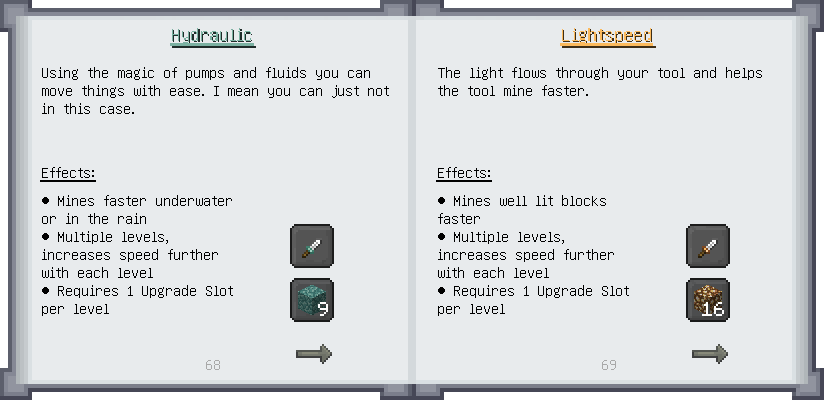 Hydraulic
Using the magic of pumps and fluids you can
move things with ease. I mean you can just not
in this case.
Effects:
● Mines faster underwater
or in the rain
● Multiple levels,
increases speed further
with each level
● Requires 1 Upgrade Slot
per level
9
68
Lightspeed
The light flows through your tool and helps
the tool mine faster.
Effects:
● Mines well lit blocks
faster
● Multiple levels,
increases speed further
with each level
● Requires 1 Upgrade Slot
per level
16
69